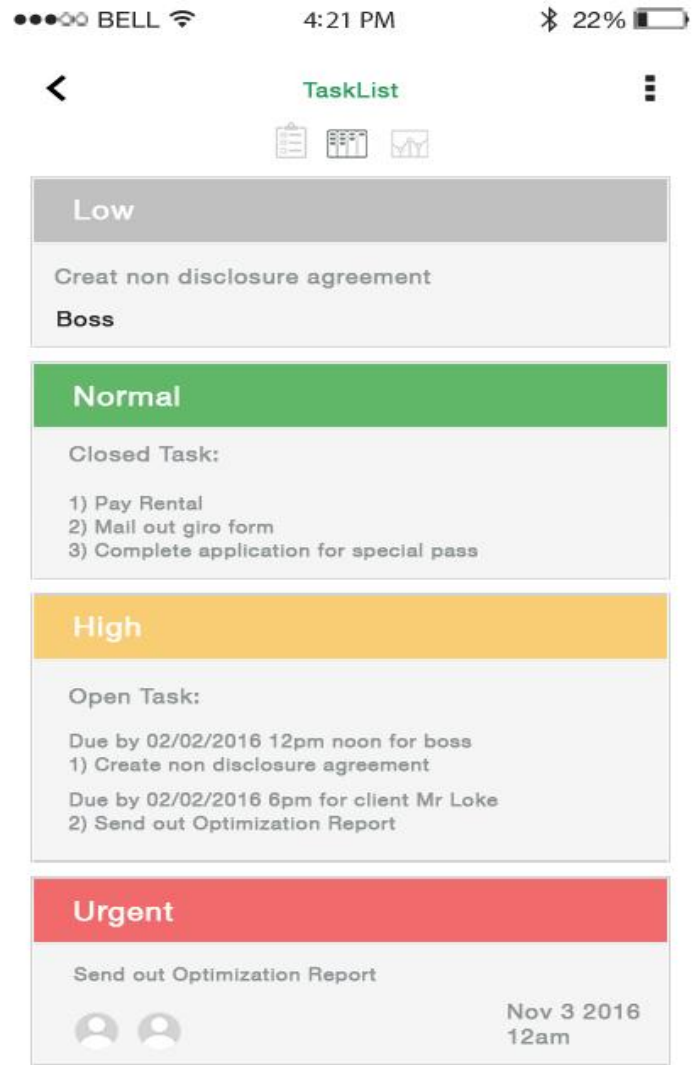 BELL 4:21 PM 22%
TaskList
Low
Creat non disclosure agreement
Boss
Normal
Closed Task:
1) Pay Rental
2) Mail out giro form
3) Complete application for special pass
High
Open Task:
Due by 02/02/2016 12pm noon for boss
1) Create non disclosure agreement
Due by 02/02/2016 6pm for client Mr Loke
2) Send out Optimization Report
Urgent
Send out Optimization Report
Nov 3 2016
12am